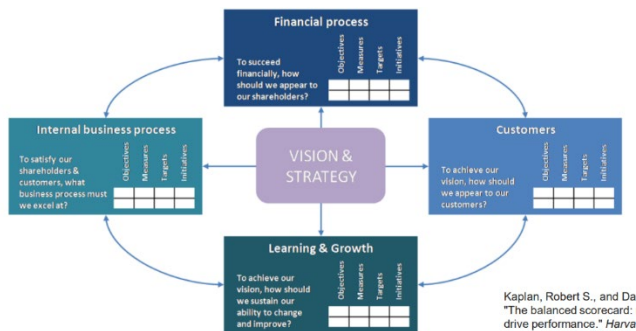 Financial process
To succeed
financially, how
should we appear to
our shareholders?
Objectives
Measures
Targets
Initiatives
Internal business process
To satisfy our
shareholders &
customers, what
business process must
we excel at?
Objectives
Measures
Targets
Initiatives
VISION &
STRATEGY
Customers
To achieve our
vision, how should
we appear to our
customers?
Objectives
Measures
Targets
Initiatives
Learning & Growth
To achieve our
vision, how should
we sustain our
ability to change
and improve?
Objectives
Measures
Targets
Initiatives
Kaplan, Robert S., and Da
"The balanced scorecard:
drive performance." Harva